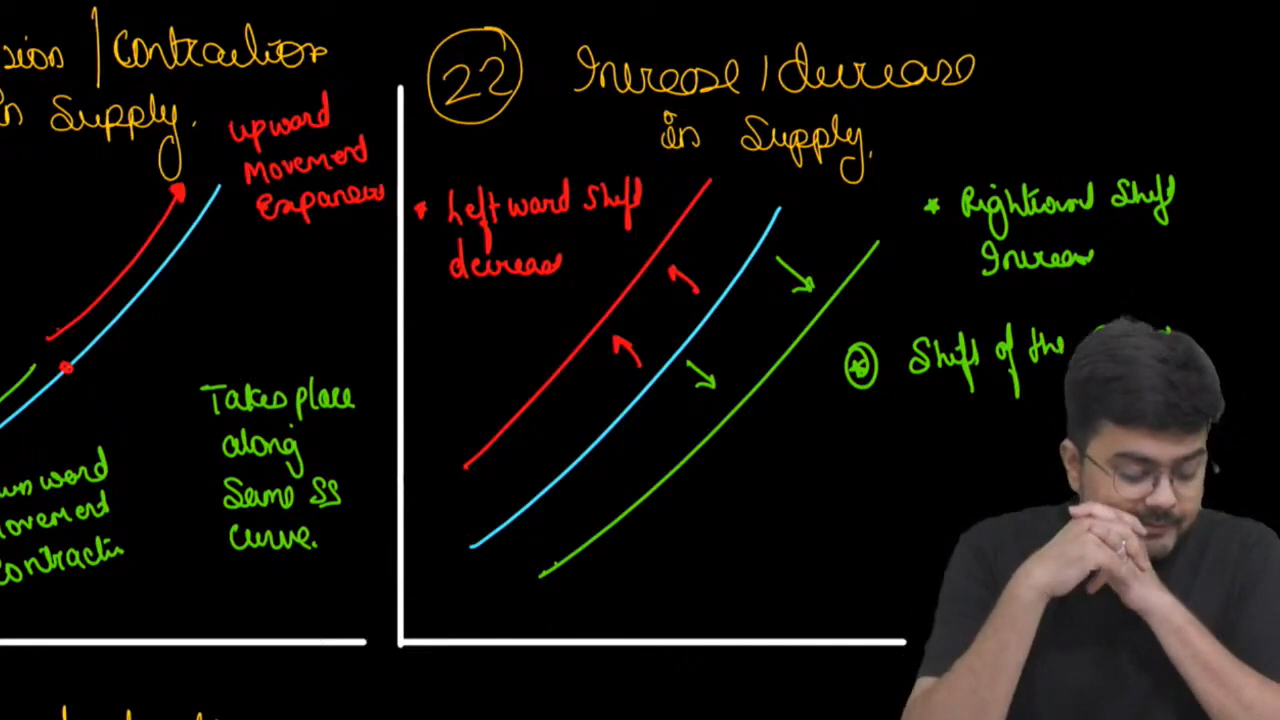 sion / Contraction
in Supply.
upward
Movement
Expansion
Takes place
along
Same SS
Curve.
word
ovement
contracti
22
Increase / decrease
in Supply.
* Leftward Shift
decrease
* Rightward Shift
Increase
Shift of the